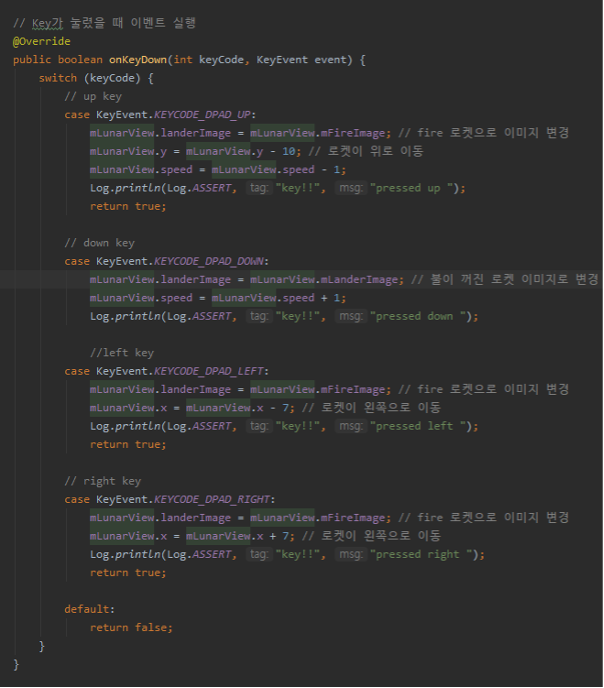 // Key가 눌렸을 때 이벤트 실행
@Override
public boolean onKeyDown(int keyCode, KeyEvent event) {
switch (keyCode) {
// up key
case KeyEvent.KEYCODE_DPAD_UP:
mLunarView.landerImage = mLunarView.mFireImage; // fire 로켓으로 이미지 변경
mLunarView.y = mLunarView.y - 10; // 로켓이 위로 이동
mLunarView.speed = mLunarView.speed - 1;
Log.println(Log.ASSERT, tag: "key!!", msg: "pressed up ");
return true;
// down key
case KeyEvent.KEYCODE_DPAD_DOWN:
mLunarView.landerImage = mLunarView.mLanderImage; // 불이 꺼진 로켓 이미지로 변경
mLunarView.speed = mLunarView.speed + 1;
Log.println(Log.ASSERT, tag: "key!!", msg: "pressed down ");
//left key
case KeyEvent.KEYCODE_DPAD_LEFT:
mLunarView.landerImage = mLunarView.mFireImage; // fire 로켓으로 이미지 변경
mLunarView.x = mLunarView.x - 7; // 로켓이 왼쪽으로 이동
Log.println(Log.ASSERT, tag: "key!!", msg: "pressed left ");
return true;
// right key
case KeyEvent.KEYCODE_DPAD_RIGHT:
mLunarView.landerImage = mLunarView.mFireImage; // fire 로켓으로 이미지 변경
mLunarView.x = mLunarView.x + 7; // 로켓이 왼쪽으로 이동
Log.println(Log.ASSERT, tag: "key!!", msg: "pressed right ");
return true;
default:
return false;
}
}